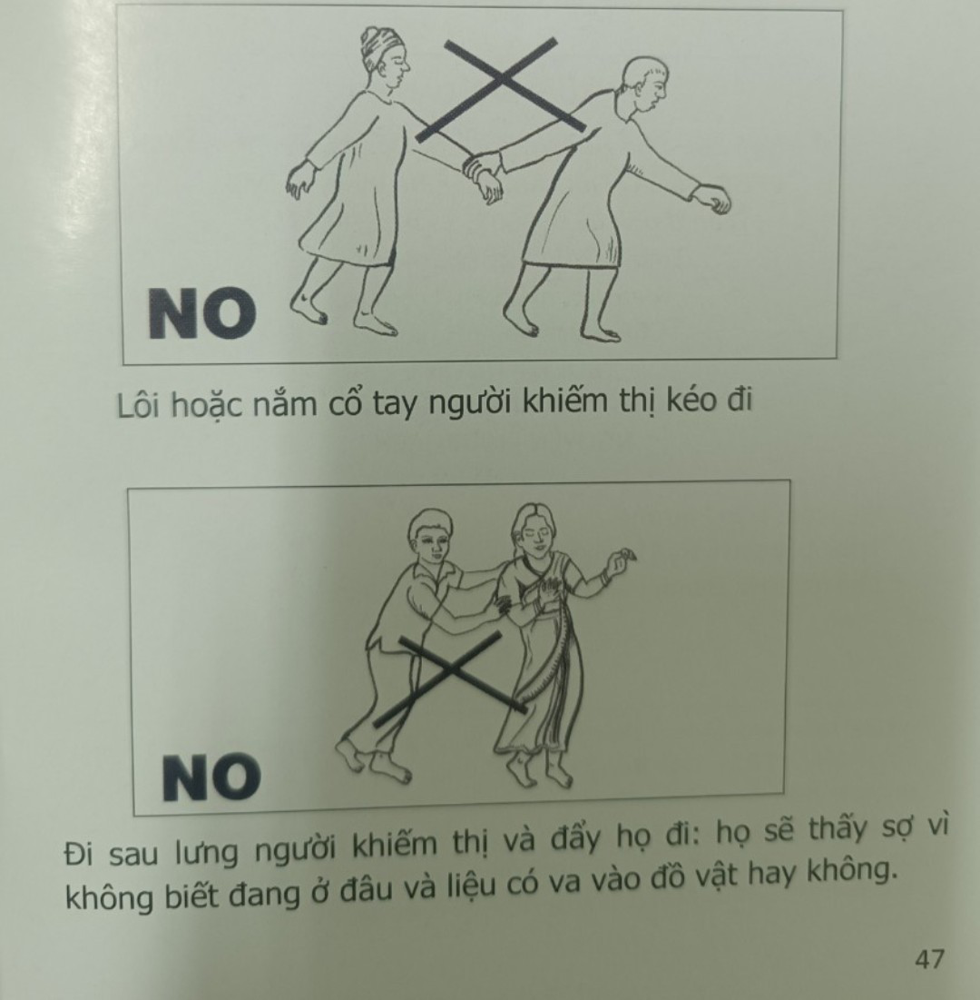 NO
Lôi hoặc nắm cổ tay người khiếm thị kéo đi
NO
Đi sau lưng người khiếm thị và đẩy họ đi: họ sẽ thấy sợ vì
không biết đang ở đâu và liệu có va vào đồ vật hay không.
47